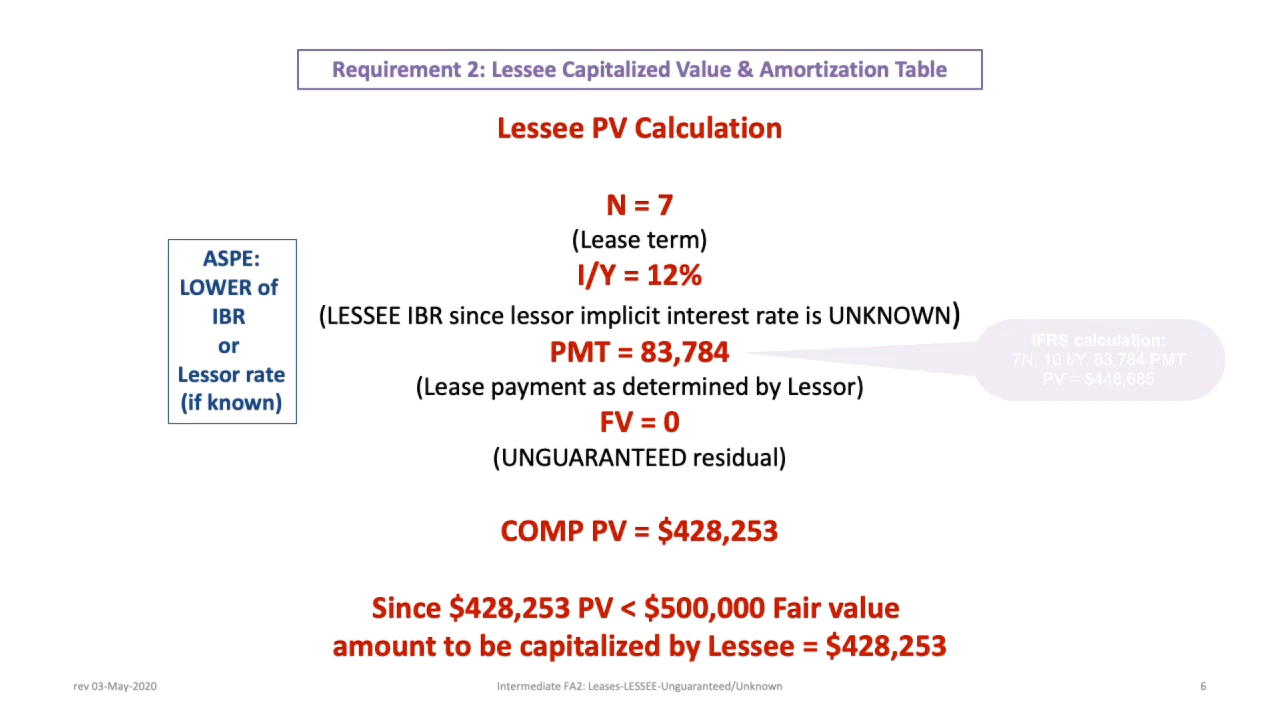 Requirement 2: Lessee Capitalized Value & Amortization Table
Lessee PV Calculation
N = 7
(Lease term)
I/Y = 12%
(LESSEE IBR since lessor implicit interest rate is UNKNOWN)
PMT = 83,784
(Lease payment as determined by Lessor)
FV = 0
(UNGUARANTEED residual)
COMP PV = $428,253
Since $428,253 PV < $500,000 Fair value
amount to be capitalized by Lessee = $428,253
ASPE:
LOWER of
IBR
or
Lessor rate
(if known)
IFRS calculation:
7N, 10 I/Y, 83,784 PMT
PV = $448,685
rev 03-May-2020
Intermediate FA2: Leases-LESSEE-Unguaranteed/Unknown
6